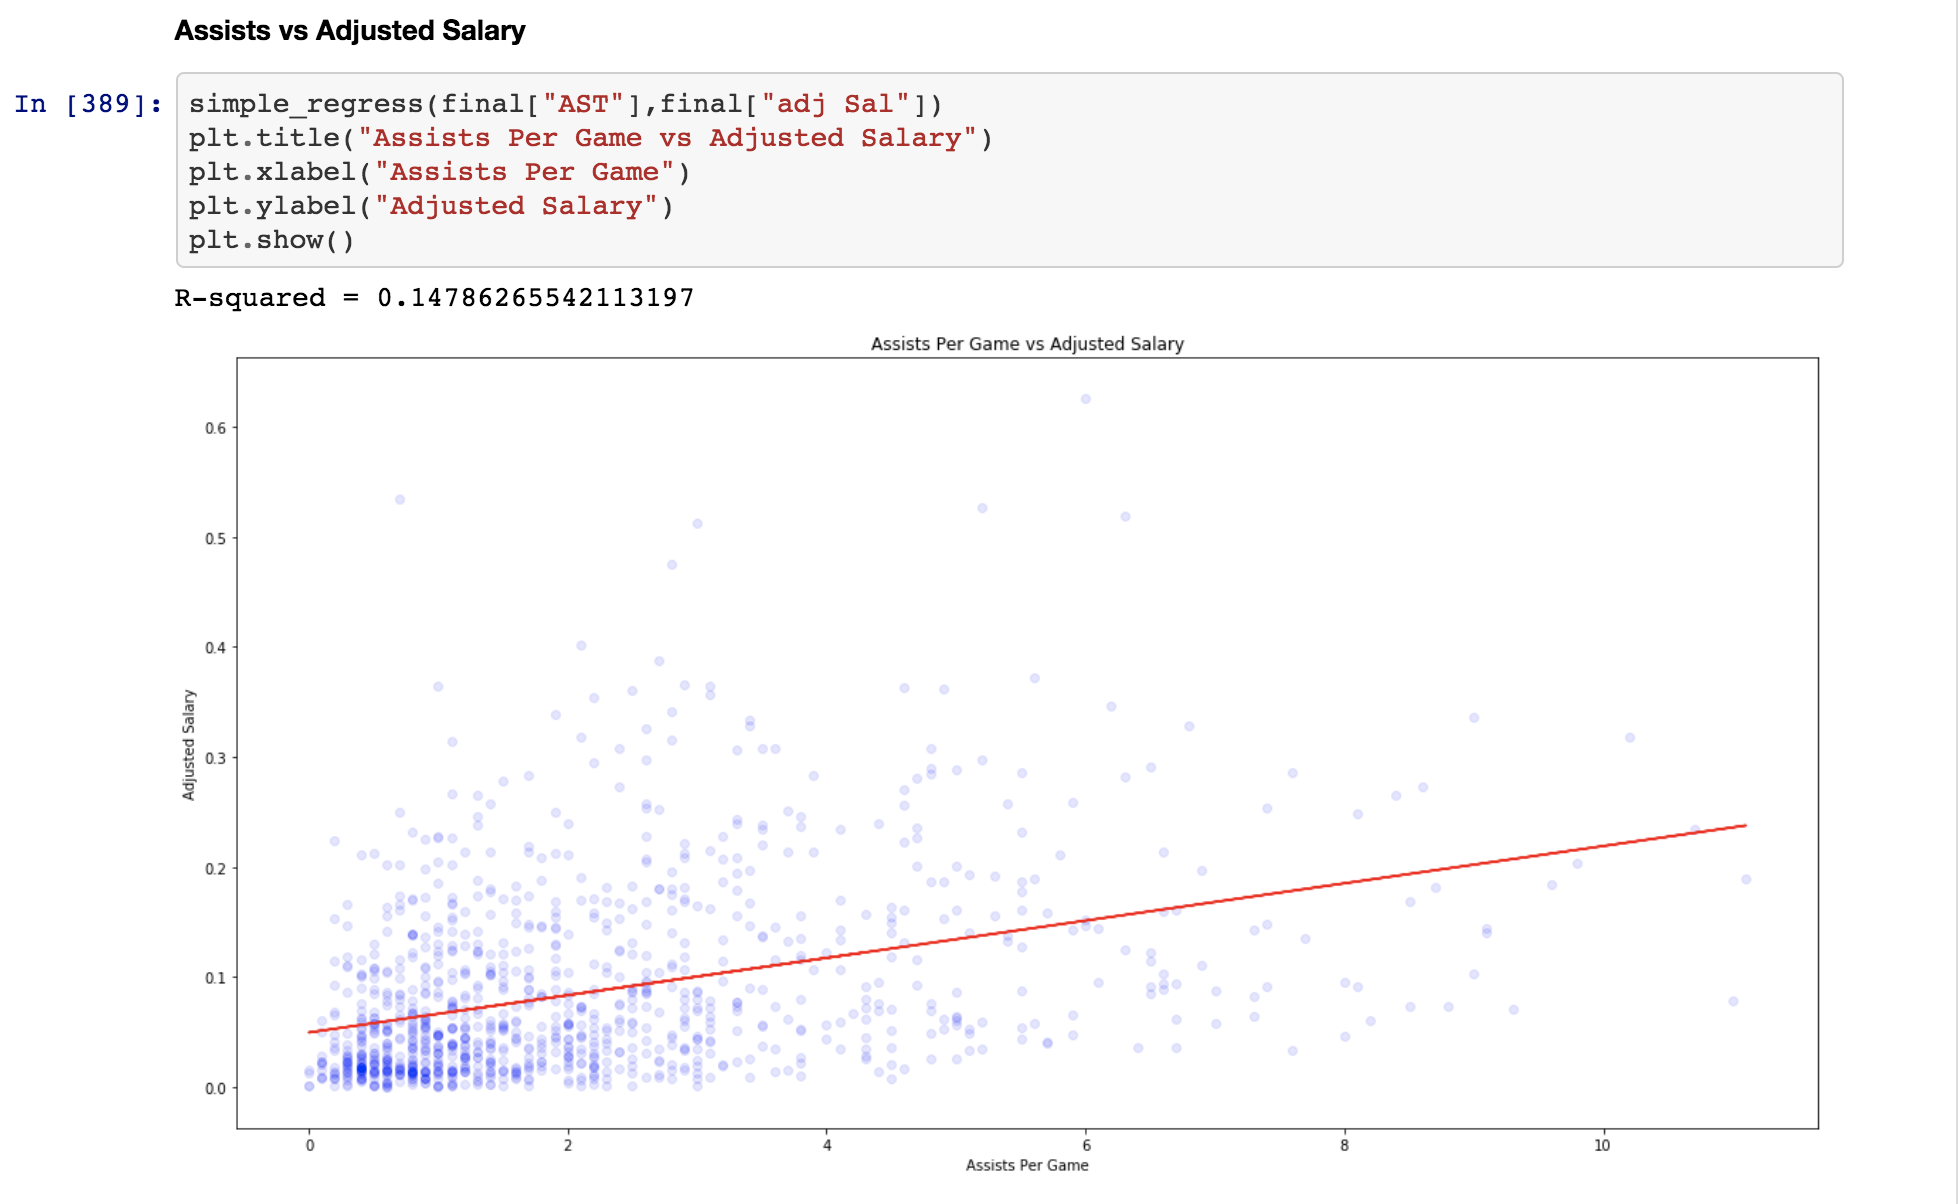 Assists vs Adjusted Salary
In [389]: simple_regress(final["AST"],final["adj Sal"])
plt.title("Assists Per Game vs Adjusted Salary")
plt.xlabel("Assists Per Game")
plt.ylabel("Adjusted Salary")
plt.show()
R-squared = 0.14786265542113197
Assists Per Game vs Adjusted Salary
0.6
0.5
0.4
0.3
0.2
0.1
0.0
Adjusted Salary
0 2 4 6 8 10
Assists Per Game